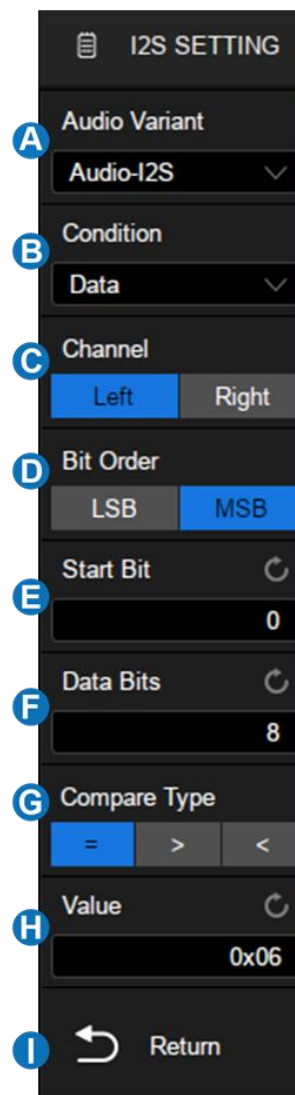 I2S SETTING
A
Audio Variant
Audio-I2S
B
Condition
Data
C
Channel
Left Right
D
Bit Order
LSB MSB
E
Start Bit
0
F
Data Bits
8
G
Compare Type
= > <
H
Value
0x06
I
Return